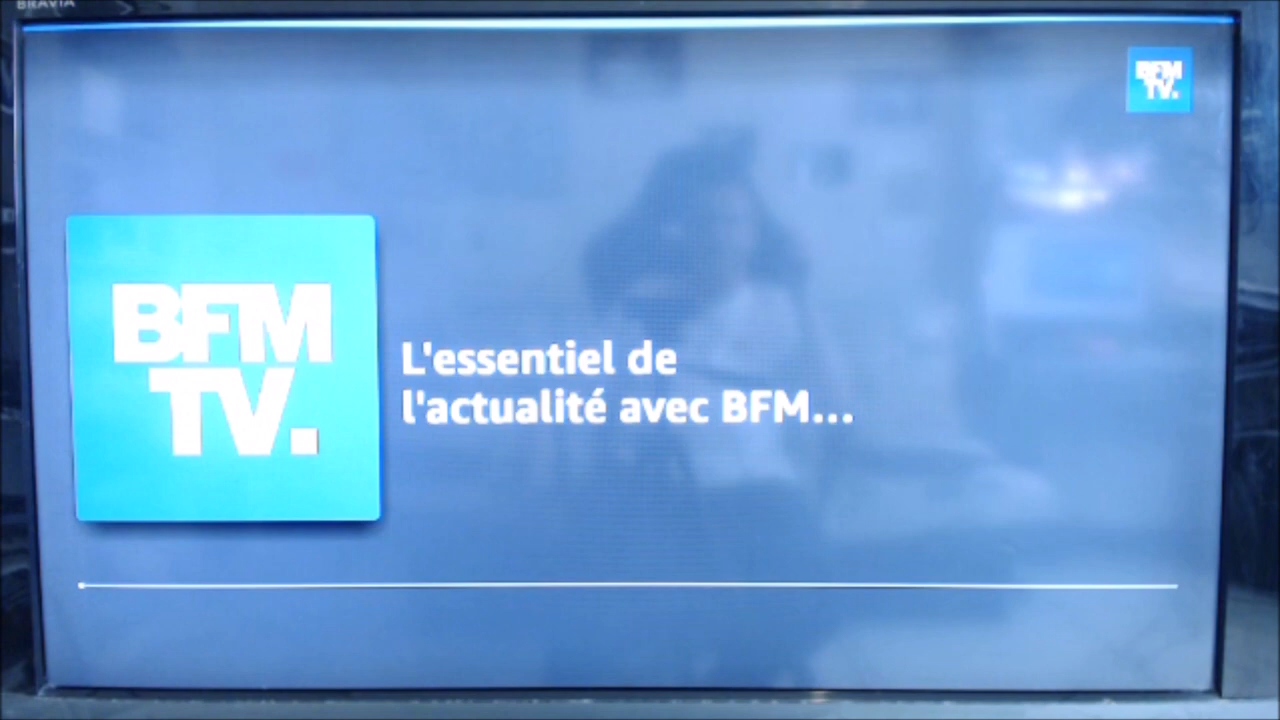 BRAVIA
BFM
TV.
BFM
TV.
L'essentiel de
l'actualité avec BFM...